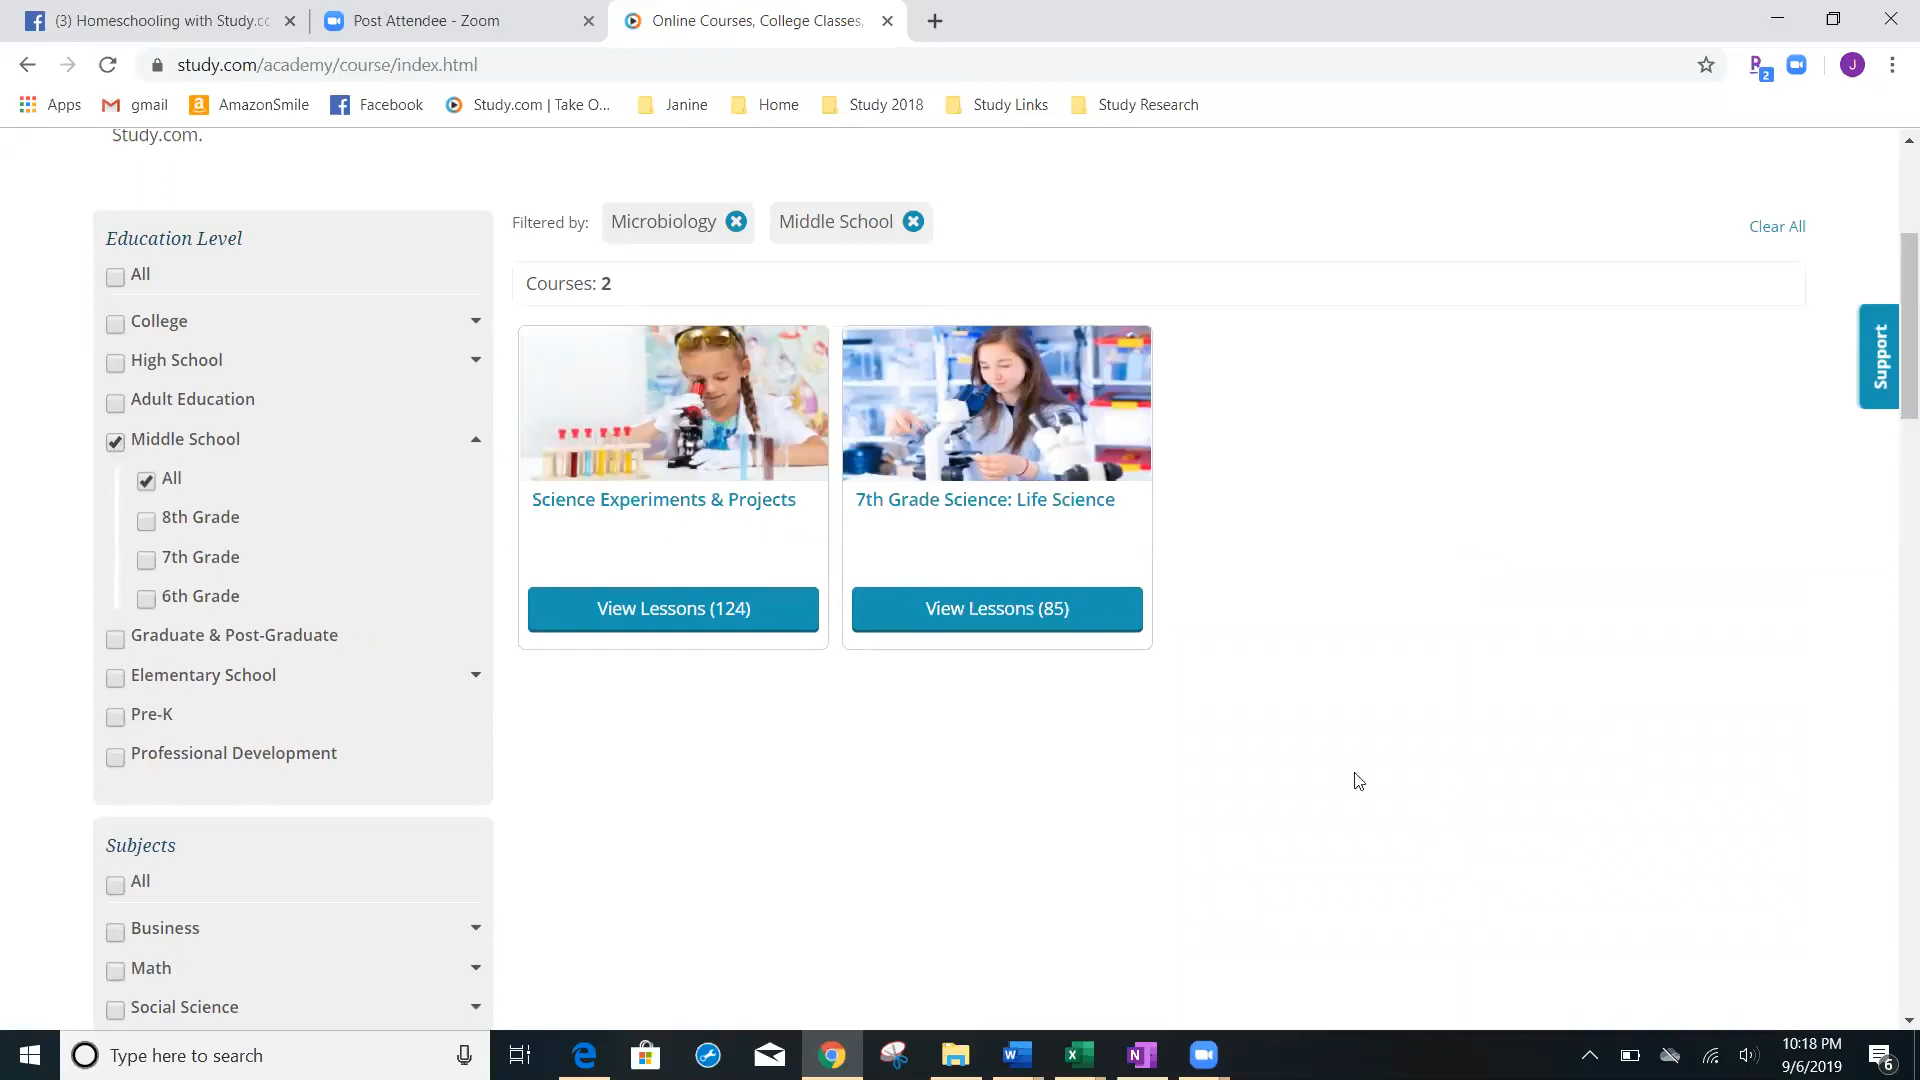 (3) Homeschooling with Study.cc
Post Attendee - Zoom
Online Courses, College Classes,
study.com/academy/course/index.html
2
J
Apps
gmail
AmazonSmile
Facebook
Study.com | Take O...
Janine
Home
Study 2018
Study Links
Study Research
Study.com.
Filtered by:
Microbiology
Middle School
Clear All
Courses: 2
Education Level
All
College
High School
Adult Education
Middle School
All
8th Grade
7th Grade
6th Grade
Graduate & Post-Graduate
Elementary School
Pre-K
Professional Development
Science Experiments & Projects
View Lessons (124)
7th Grade Science: Life Science
View Lessons (85)
Support
Subjects
All
Business
Math
Social Science
Type here to search
10:18 PM
9/6/2019
6